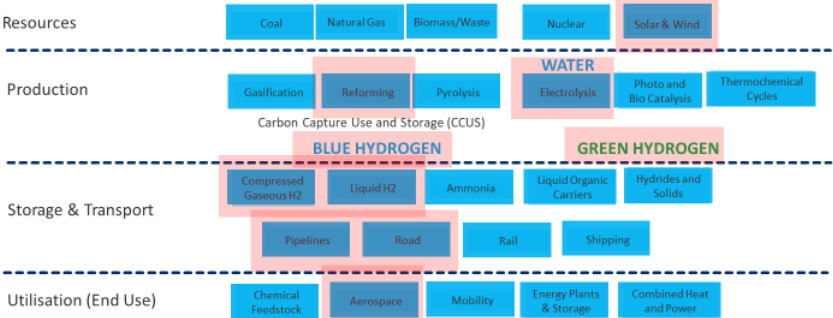 Resources
Coal
Natural Gas
Biomass/Waste
Nuclear
Solar & Wind
Production
WATER
Gasification
Reforming
Pyrolysis
Electrolysis
Photo and
Bio Catalysis
Thermochemical
Cycles
Carbon Capture Use and Storage (CCUS)
BLUE HYDROGEN
GREEN HYDROGEN
Storage & Transport
Compressed
Gaseous H2
Liquid H2
Ammonia
Liquid Organic
Carriers
Hydrides and
Solids
Pipelines
Road
Rail
Shipping
Utilisation (End Use)
Chemical
Feedstock
Aerospace
Mobility
Energy Plants
& Storage
Combined Heat
and Power